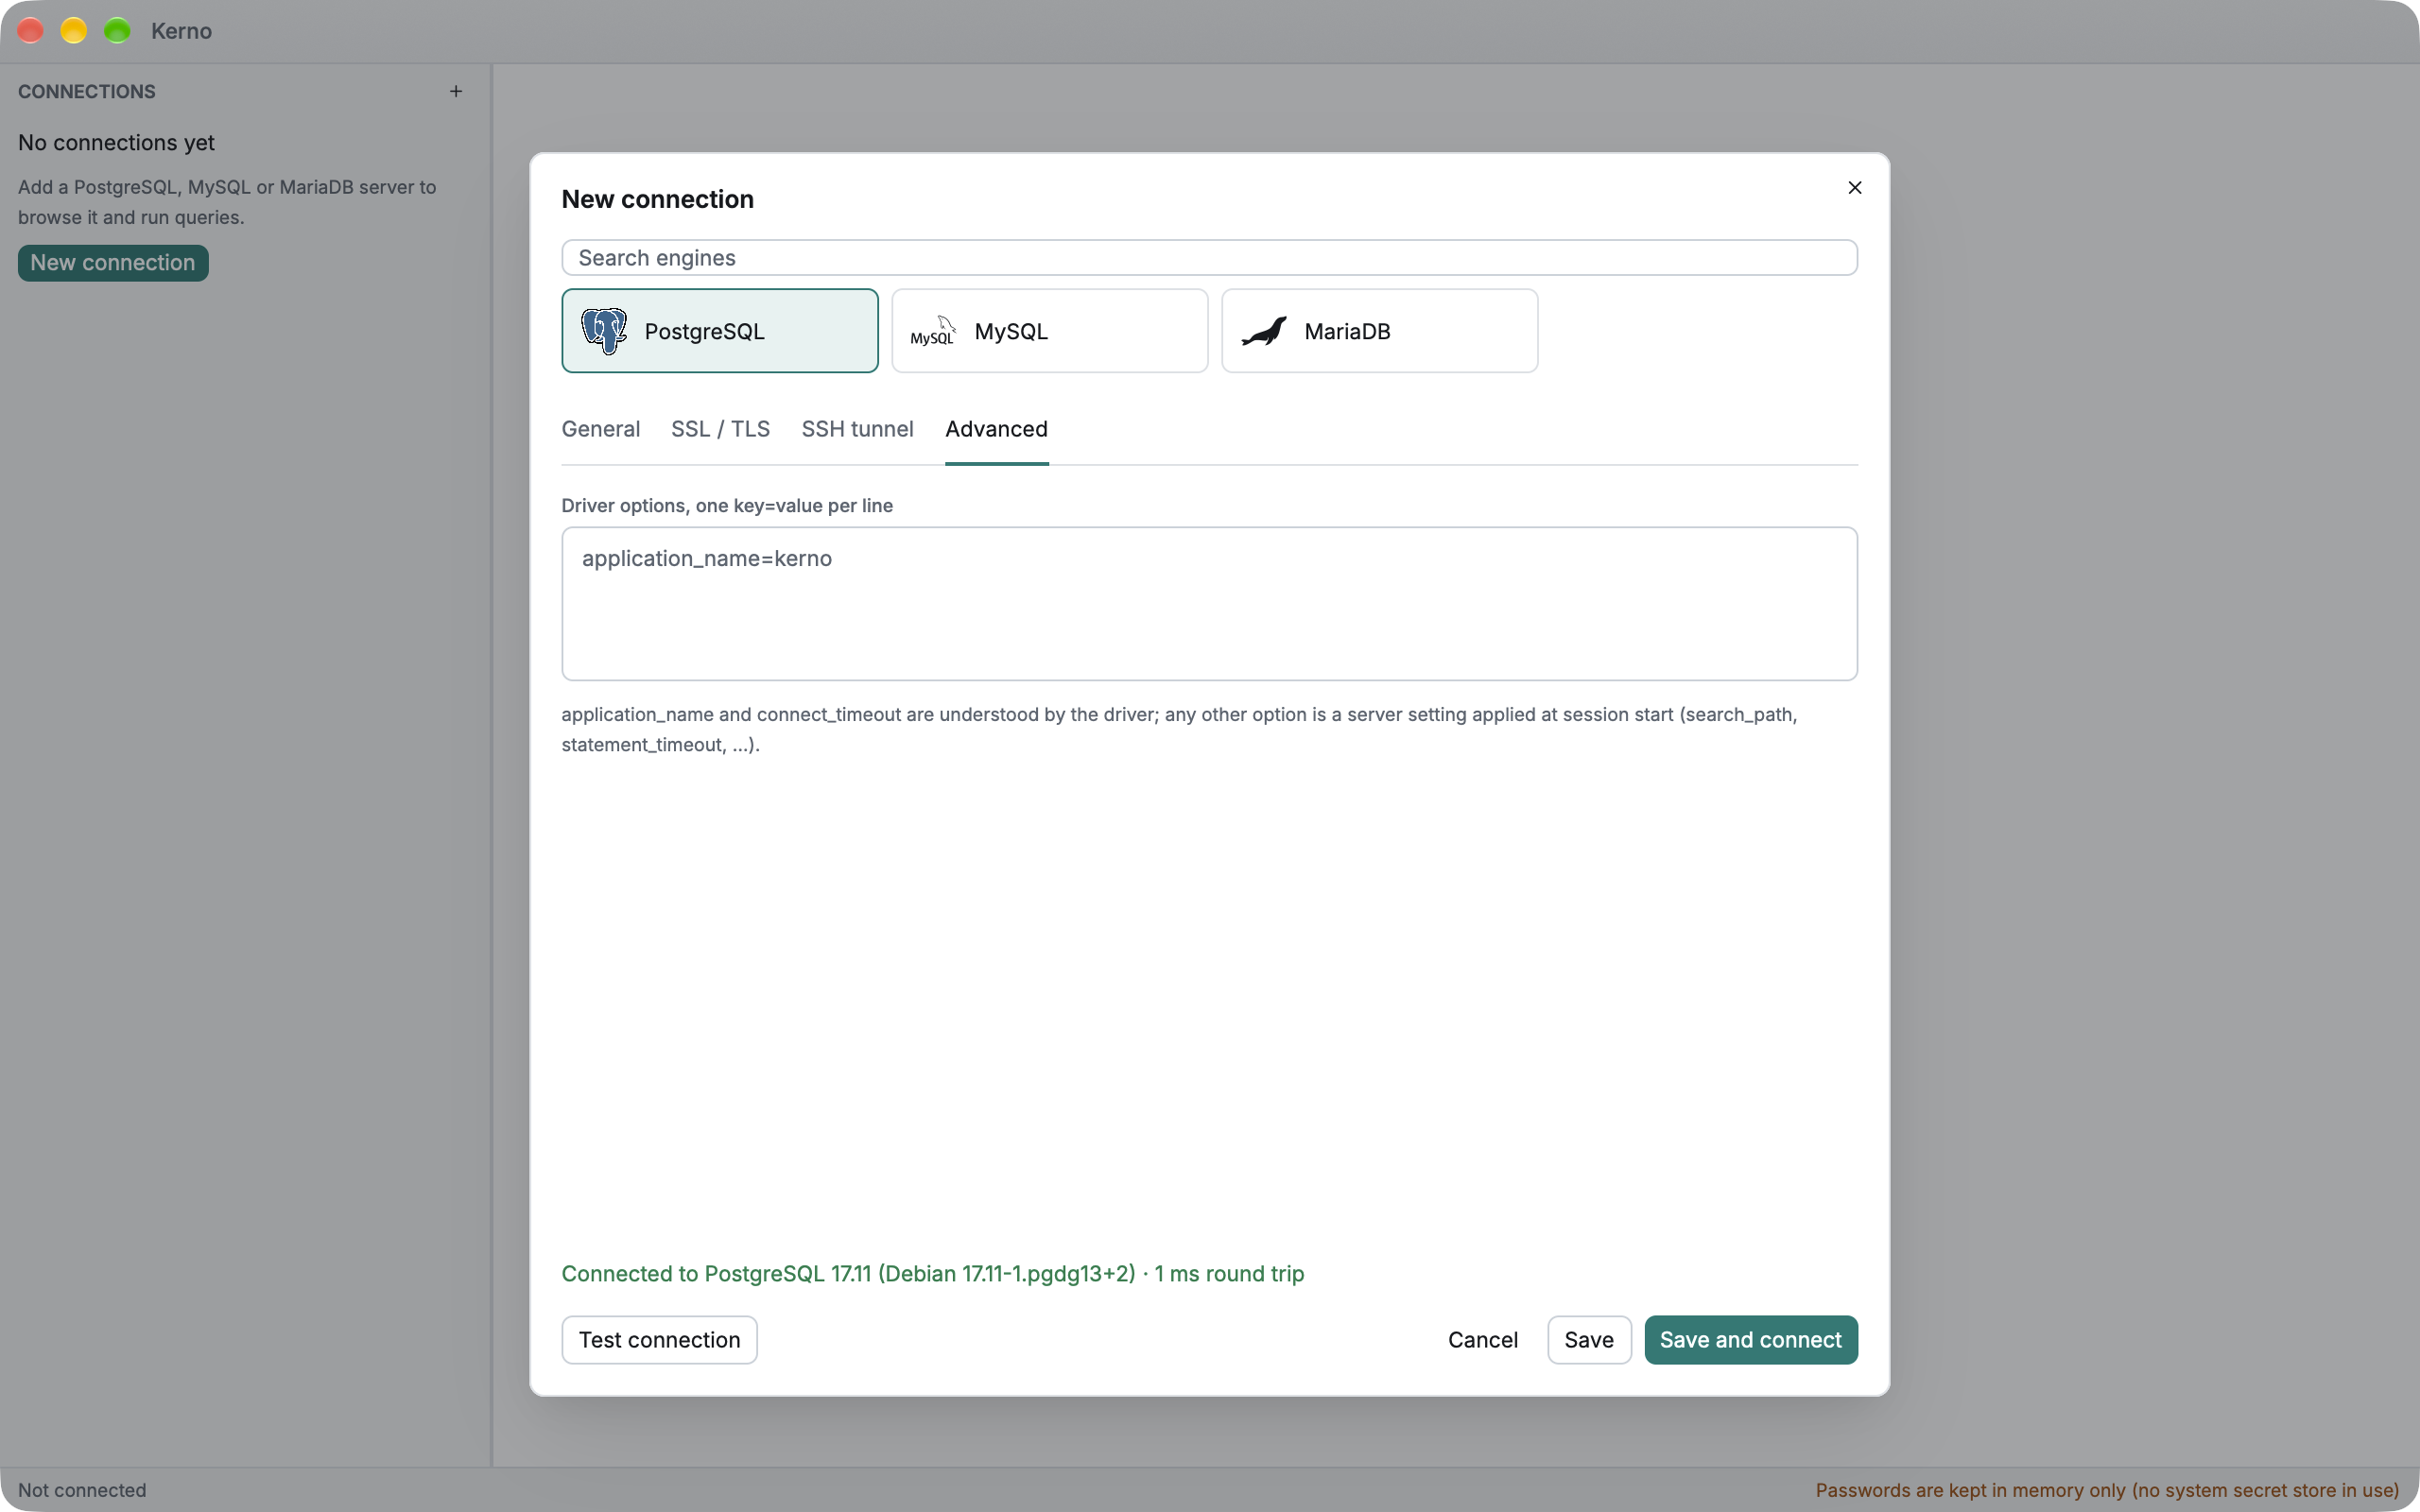 Kerno
CONNECTIONS
+
No connections yet
Add a PostgreSQL, MySQL or MariaDB server to
browse it and run queries.
New connection
New connection
Search engines
PostgreSQL
MySQL
MySQL
MariaDB
General
SSL / TLS
SSH tunnel
Advanced
Driver options, one key=value per line
application_name=kerno
application_name and connect_timeout are understood by the driver; any other option is a server setting applied at session start (search_path,
statement_timeout, ...).
Connected to PostgreSQL 17.11 (Debian 17.11-1.pgdg13+2) · 1 ms round trip
Test connection
Cancel
Save
Save and connect
Not connected
Passwords are kept in memory only (no system secret store in use)